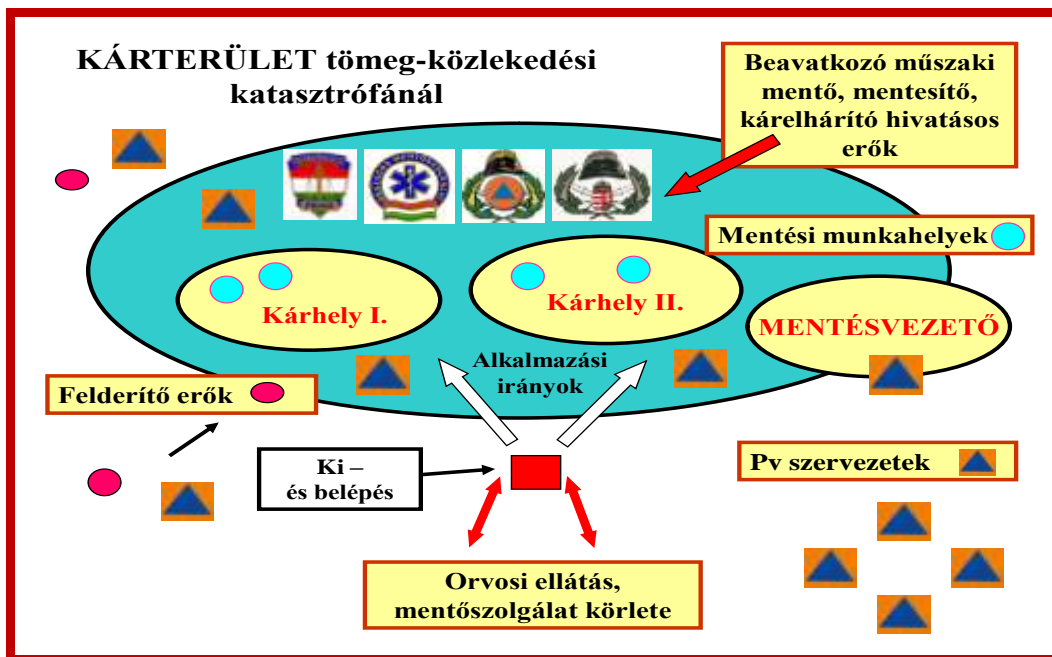 KÁRTERÜLET tömeg-közlekedési
katasztrófánál
Beavatkozó műszaki
mentő, mentesítő,
kárelhárító hivatásos
erők
Mentési munkahelyek
Kárhely I.
Kárhely II.
MENTÉSVEZETŐ
Alkalmazási
irányok
Felderítő erők
Ki –
és belépés
Pv szervezetek
Orvosi ellátás,
mentőszolgálat körlete